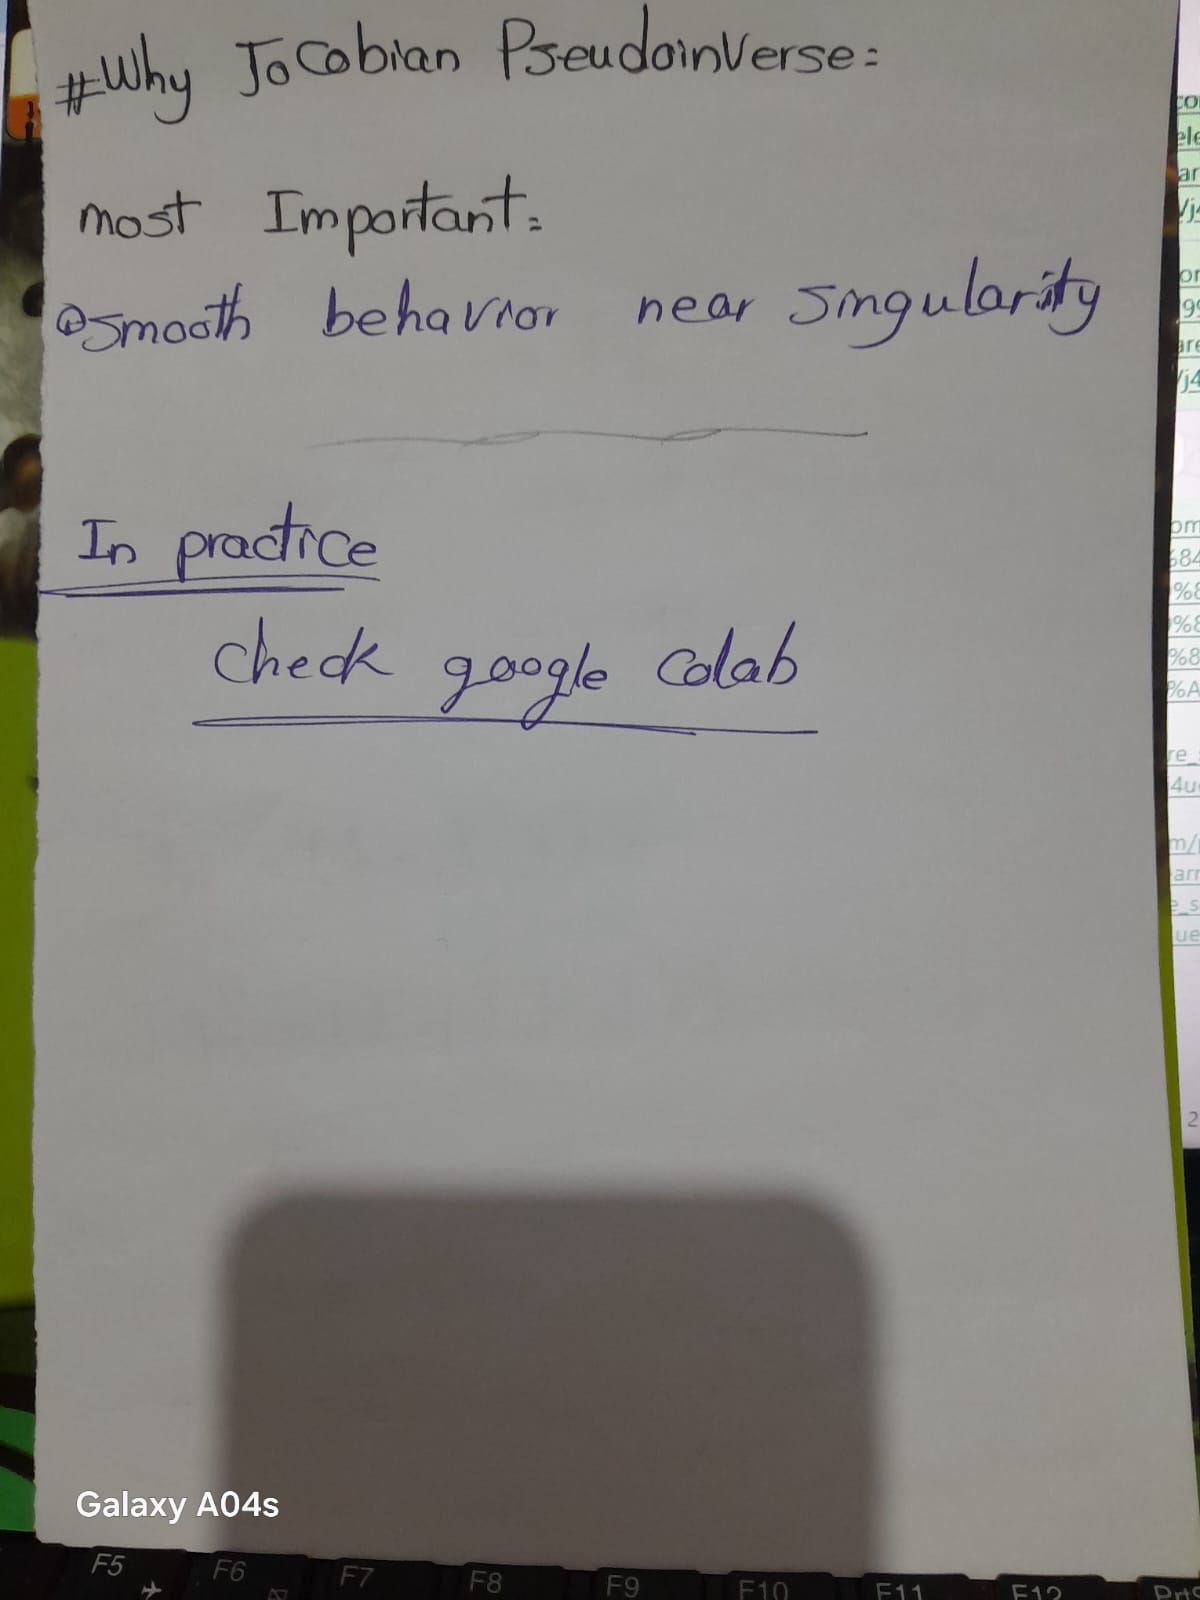 #Why Jocobian Pseudoinverse:
most Important:
smooth behavior near singularity
In practice
check google colab
Galaxy A04s
F5
F6
F7
F8
F9
F10
F11
F12